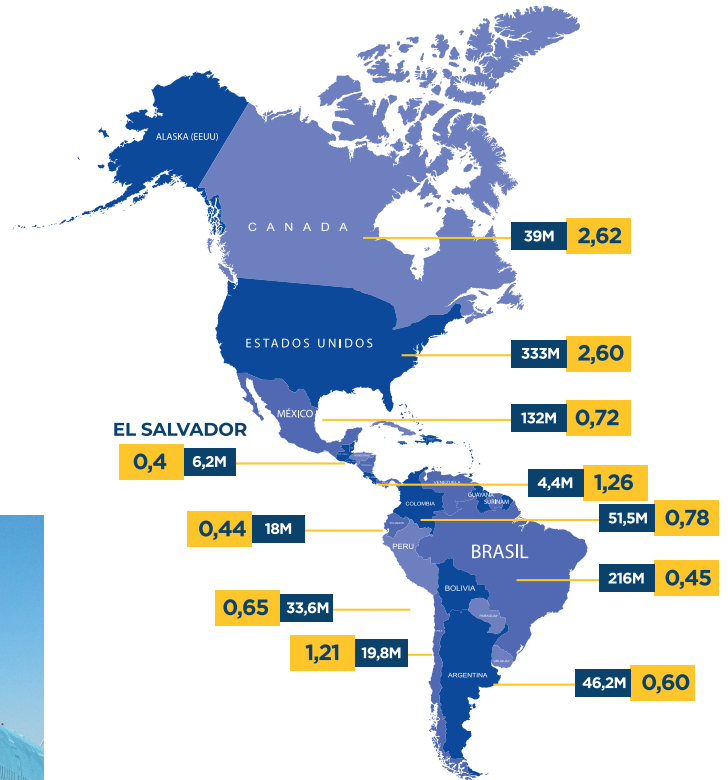 ALASKA (EEUU)
CANADA
39M 2,62
ESTADOS UNIDOS
333M 2,60
MÉXICO
132M 0,72
EL SALVADOR
0,4 6,2M
4,4M 1,26
VENEZUELA
GUAYANA
SURINAM
COLOMBIA
51,5M 0,78
0,44 18M
PERU
BRASIL
216M 0,45
BOLIVIA
0,65 33,6M
PARAGUAY
1,21 19,8M
URUGUAY
ARGENTINA
46,2M 0,60